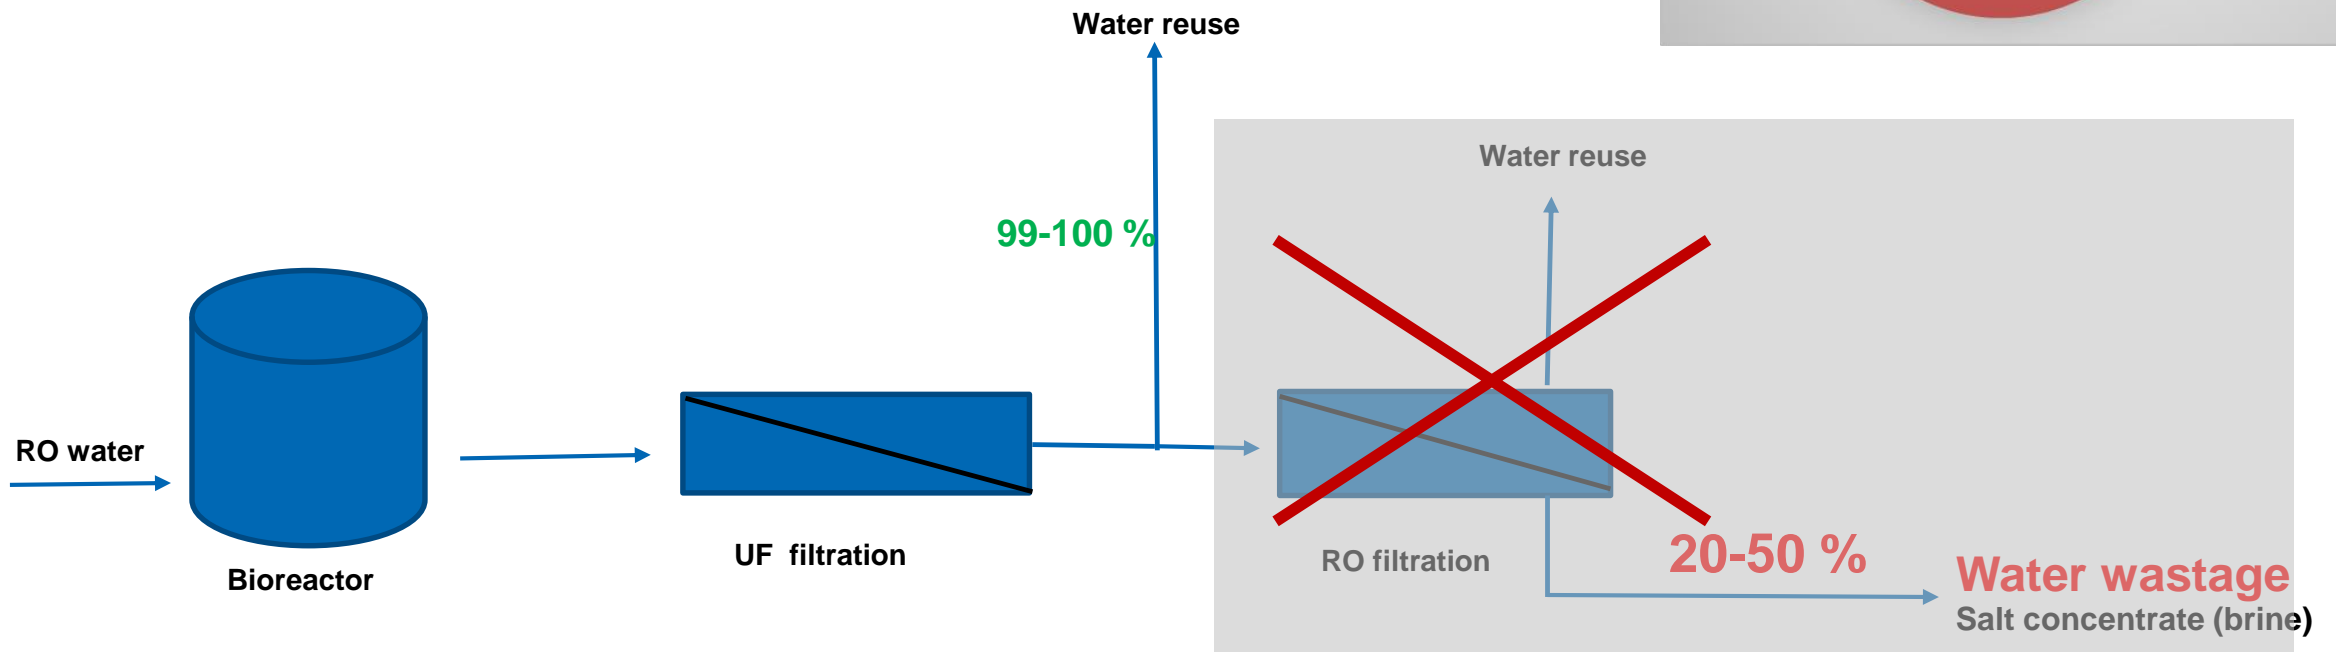 Water reuse
Water reuse
99-100 %
RO water
Bioreactor
UF  filtration
RO filtration
20-50 %
Water wastage
Salt concentrate (brine)